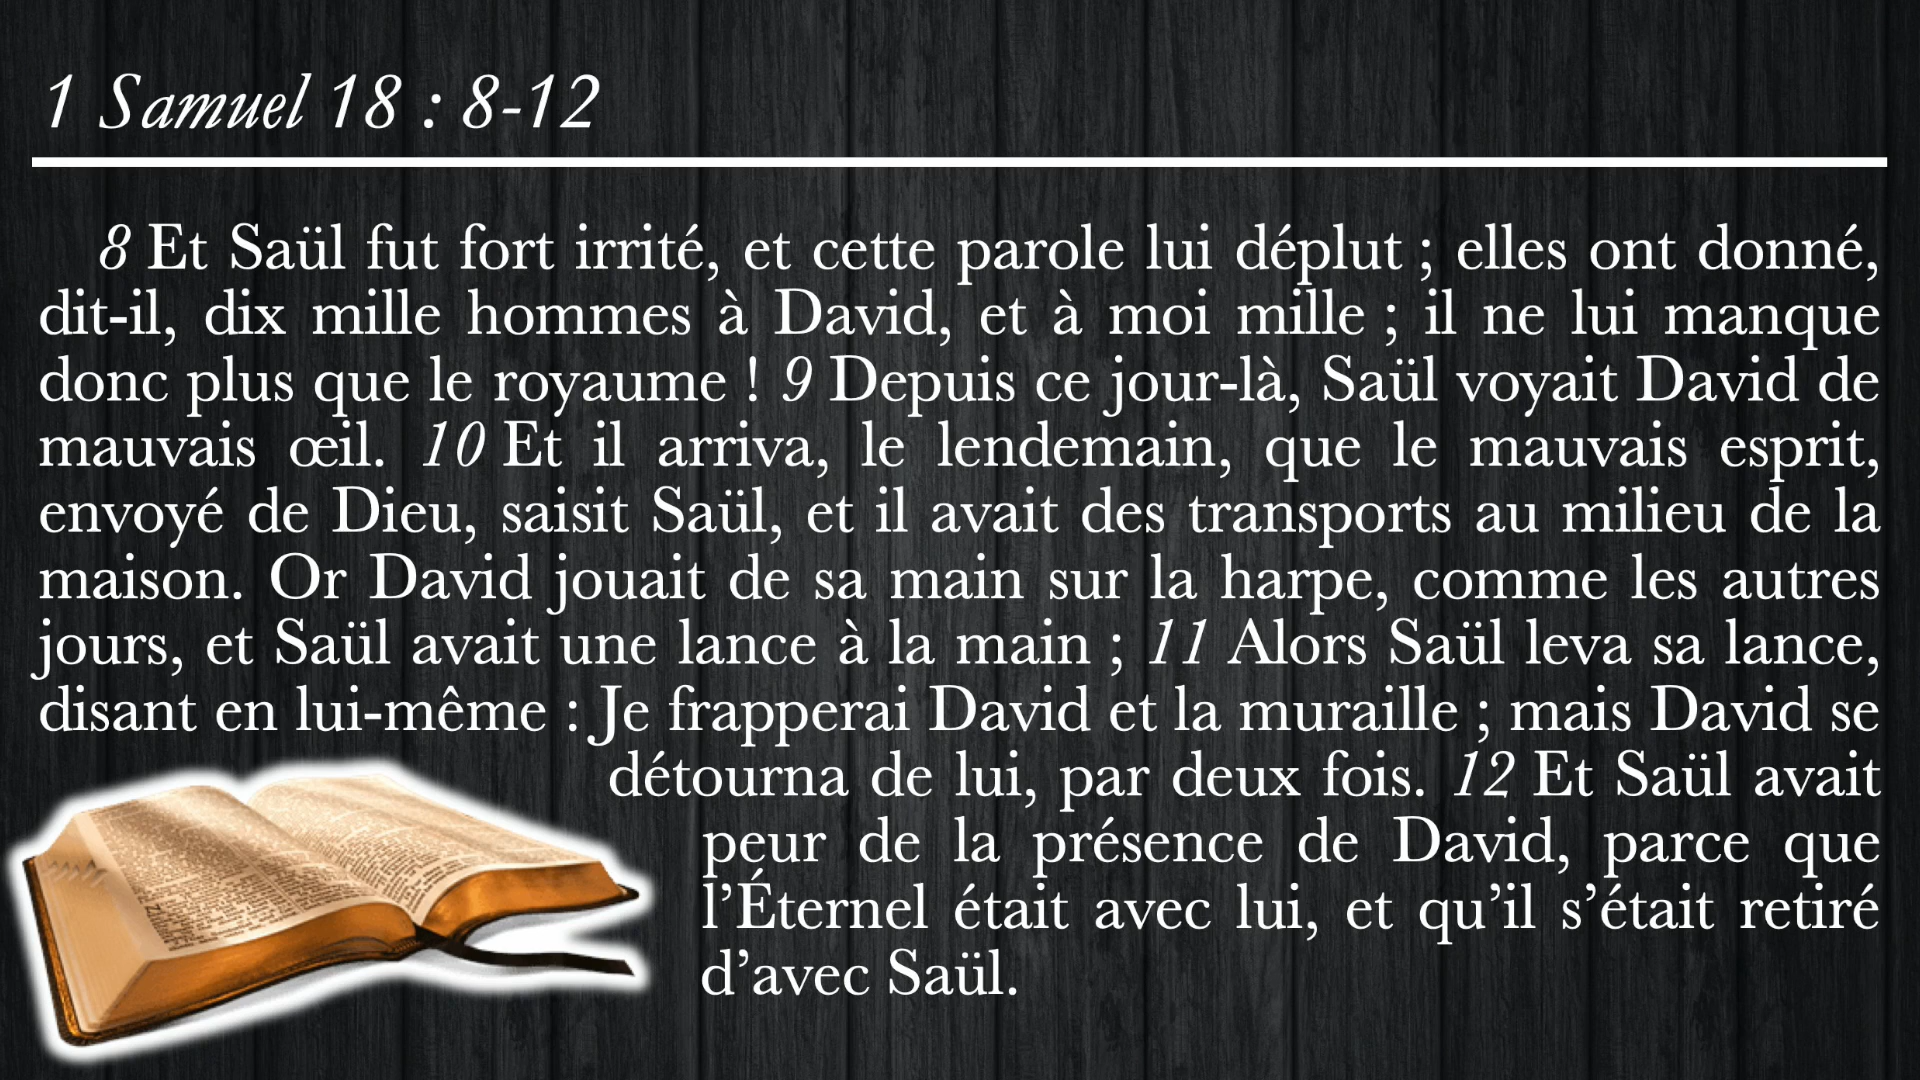 1 Samuel 18 : 8-12
8 Et Saül fut fort irrité, et cette parole lui déplut ; elles ont donné,
dit-il, dix mille hommes à David, et à moi mille ; il ne lui manque
donc plus que le royaume ! 9 Depuis ce jour-là, Saül voyait David de
mauvais œil. 10 Et il arriva, le lendemain, que le mauvais esprit,
envoyé de Dieu, saisit Saül, et il avait des transports au milieu de la
maison. Or David jouait de sa main sur la harpe, comme les autres
jours, et Saül avait une lance à la main ; 11 Alors Saül leva sa lance,
disant en lui-même : Je frapperai David et la muraille ; mais David se
détourna de lui, par deux fois. 12 Et Saül avait
peur de la présence de David, parce que
l’Éternel était avec lui, et qu’il s’était retiré
d’avec Saül.